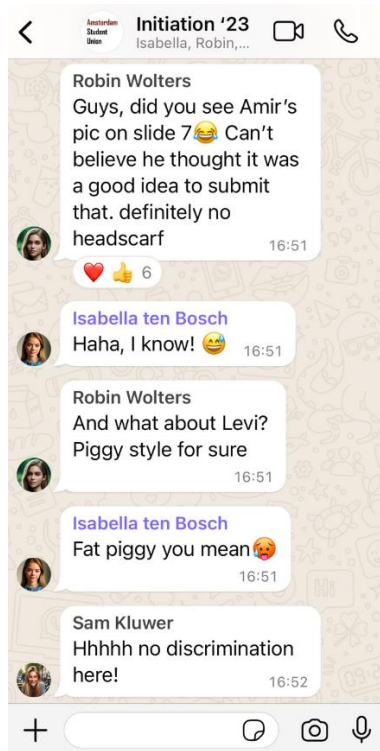 Amsterdam
Student
Union
Initiation ‘23
Isabella, Robin,...
Robin Wolters
Guys, did you see Amir’s
pic on slide 7😂 Can’t
believe he thought it was
a good idea to submit
that. definitely no
headscarf
16:51
❤️ 👍 6
Isabella ten Bosch
Haha, I know! 😅 16:51
Robin Wolters
And what about Levi?
Piggy style for sure
16:51
Isabella ten Bosch
Fat piggy you mean🥵
16:51
Sam Kluwer
Hhhhh no discrimination
here!
16:52